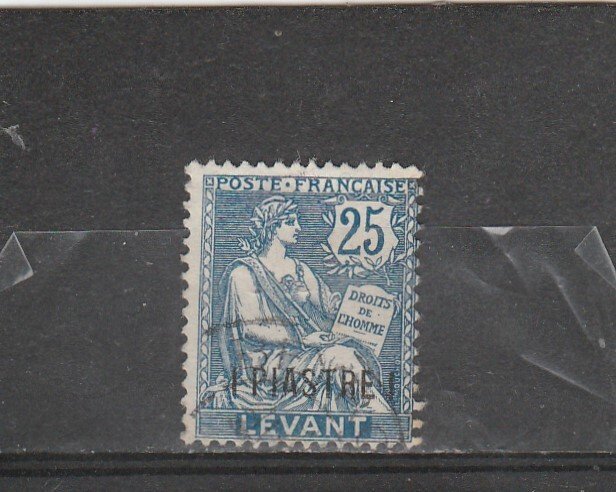 POSTE·FRANÇAISE
25
DROITS
DE
L'HOMME
1 PIASTRE 1
LEVANT